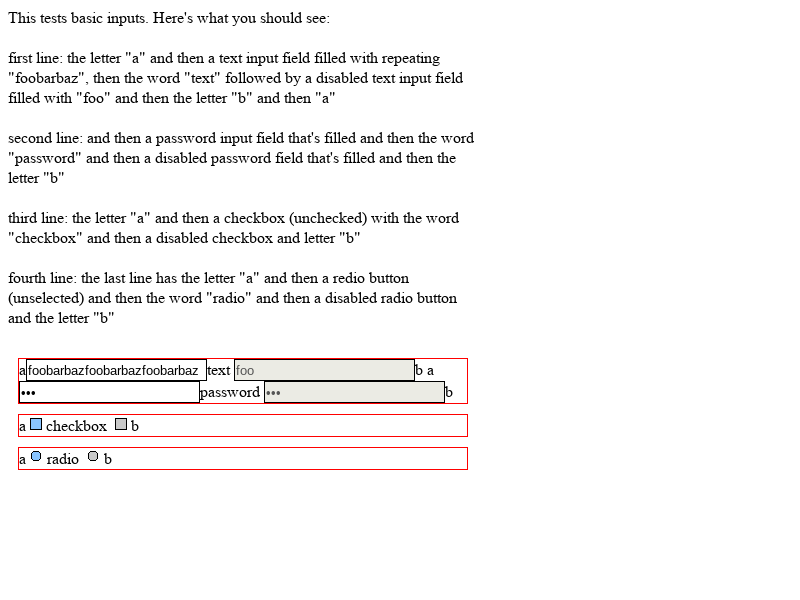 This tests basic inputs. Here's what you should see:
first line: the letter "a" and then a text input field filled with repeating
"foobarbaz", then the word "text" followed by a disabled text input field
filled with "foo" and then the letter "b" and then "a"
second line: and then a password input field that's filled and then the word
"password" and then a disabled password field that's filled and then the
letter "b"
third line: the letter "a" and then a checkbox (unchecked) with the word
"checkbox" and then a disabled checkbox and letter "b"
fourth line: the last line has the letter "a" and then a redio button
(unselected) and then the word "radio" and then a disabled radio button
and the letter "b"
a foobarbazfoobarbazfoobarbaz text foo b a
••• password ••• b
a checkbox b
a radio b